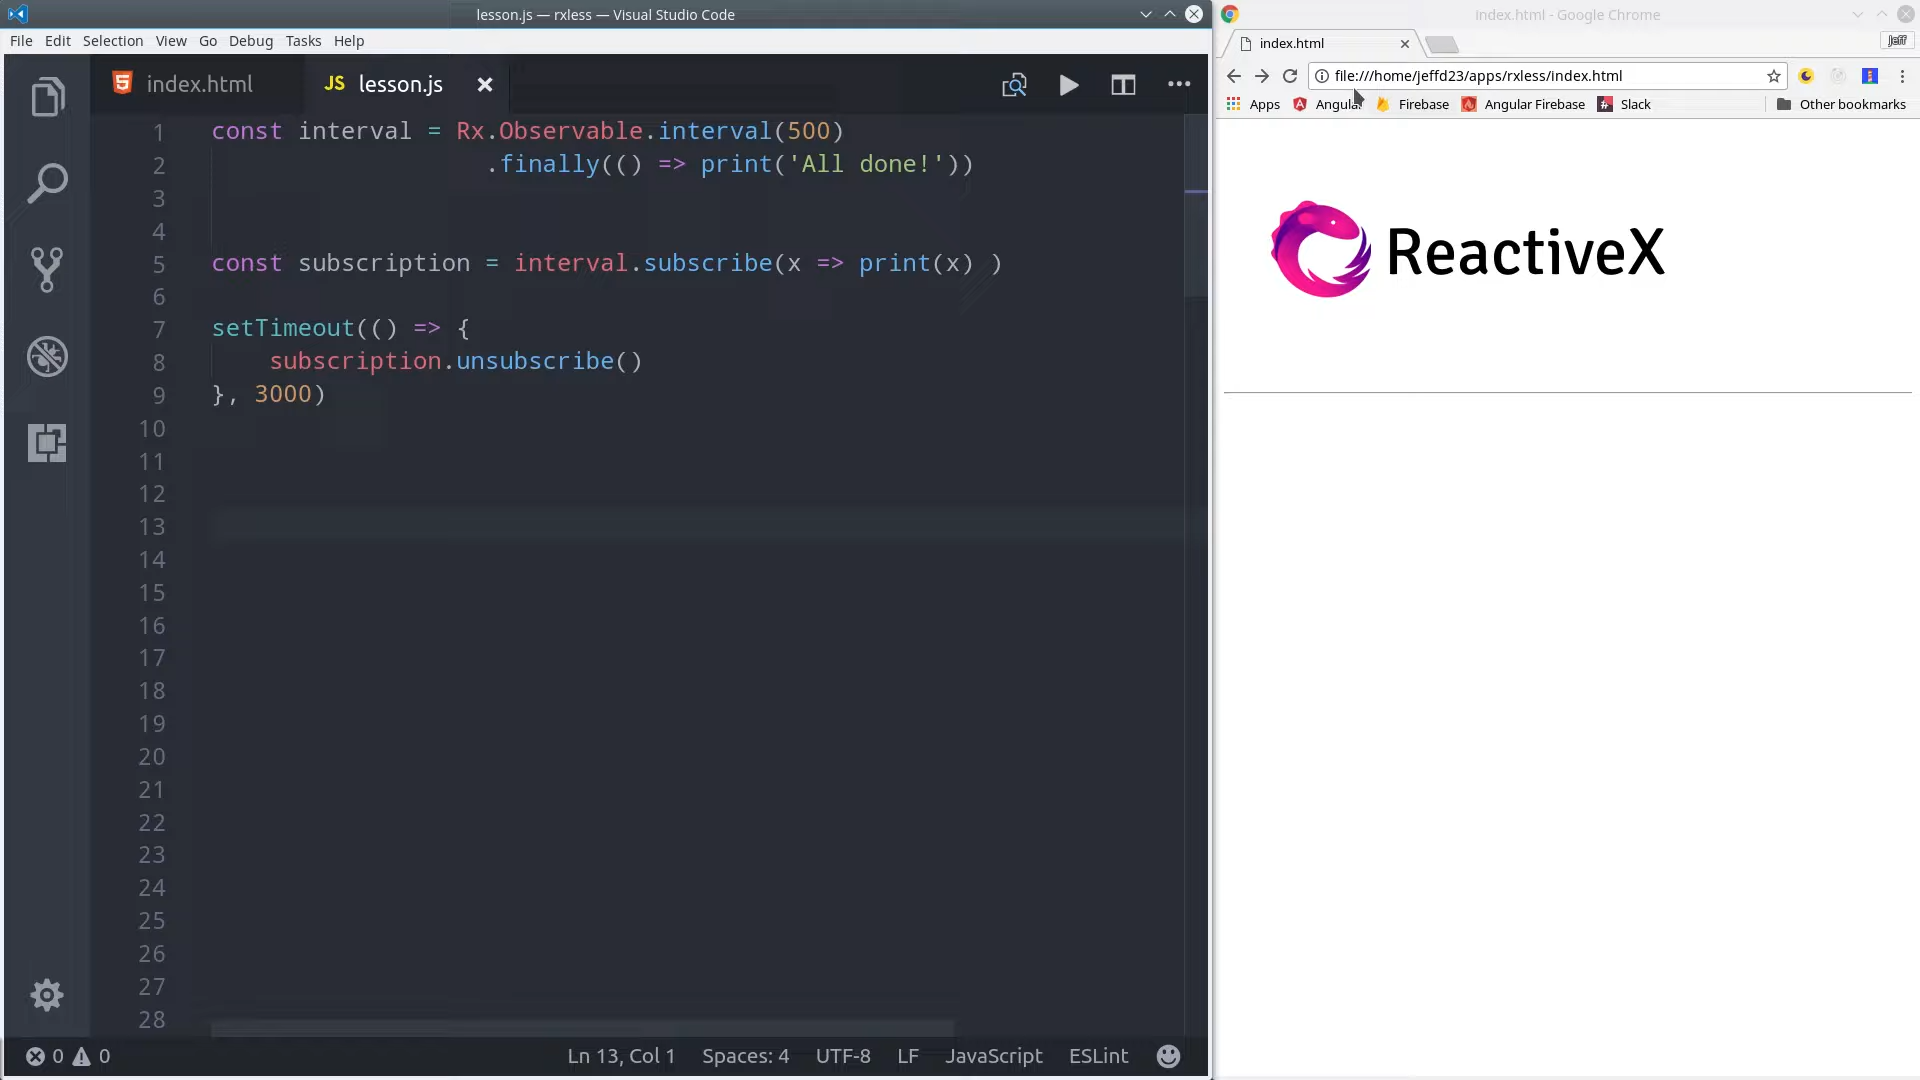 lesson.js — rxless — Visual Studio Code
File Edit Selection View Go Debug Tasks Help
index.html
JS lesson.js
1 const interval = Rx.Observable.interval(500)
2 .finally(() => print('All done!'))
3
4
5 const subscription = interval.subscribe(x => print(x) )
6
7 setTimeout(() => {
8 subscription.unsubscribe()
9 }, 3000)
10
11
12
13
14
15
16
17
18
19
20
21
22
23
24
25
26
27
28
0 0 Ln 13, Col 1 Spaces: 4 UTF-8 LF JavaScript ESLint
index.html - Google Chrome
index.html
Jeff
file:///home/jeffd23/apps/rxless/index.html
Apps Angular Firebase Angular Firebase Slack Other bookmarks
ReactiveX